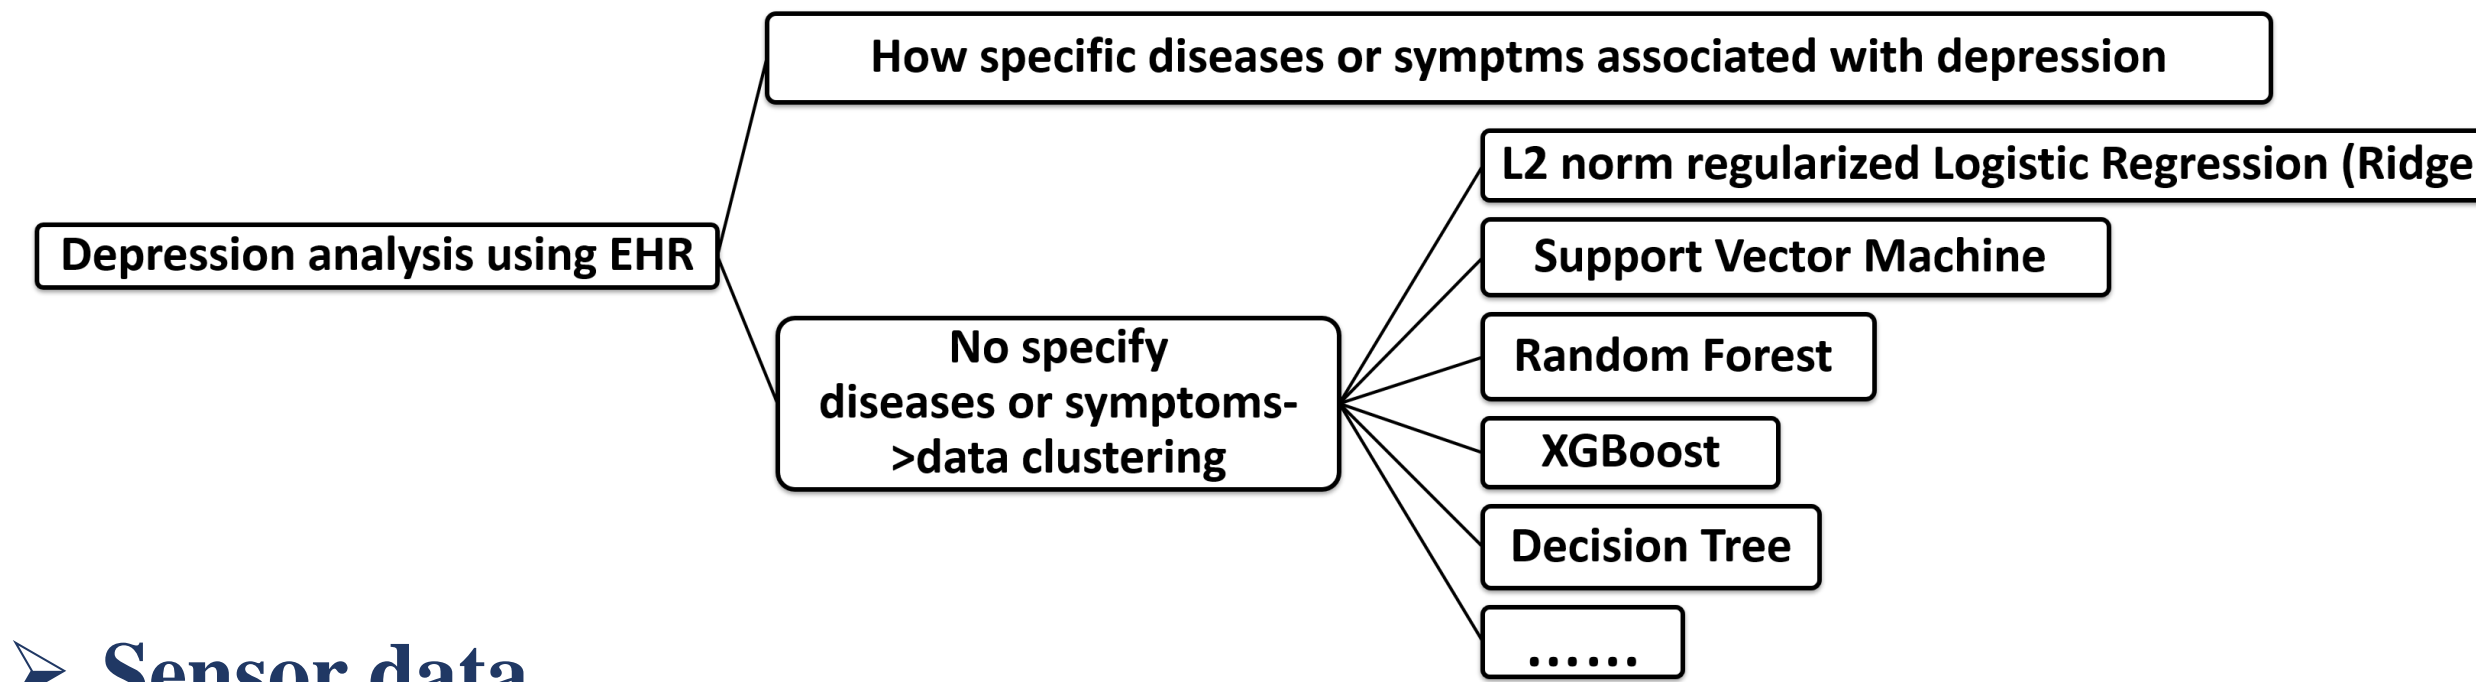 How specific diseases or symptms associated with depression
L2 norm regularized Logistic Regression (Ridge
Depression analysis using EHR
Support Vector Machine
No specify
diseases or symptoms-
>data clustering
Random Forest
XGBoost
Decision Tree
......
➢ Sensor data